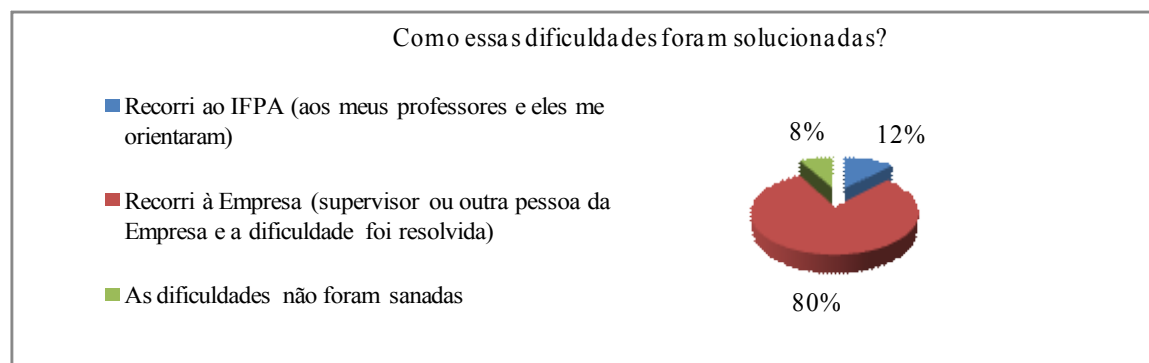 Como essas dificuldades foram solucionadas?
Recorri ao IFPA (aos meus professores e eles me
orientaram)
Recorri à Empresa (supervisor ou outra pessoa da
Empresa e a dificuldade foi resolvida)
As dificuldades não foram sanadas
8%
12%
80%